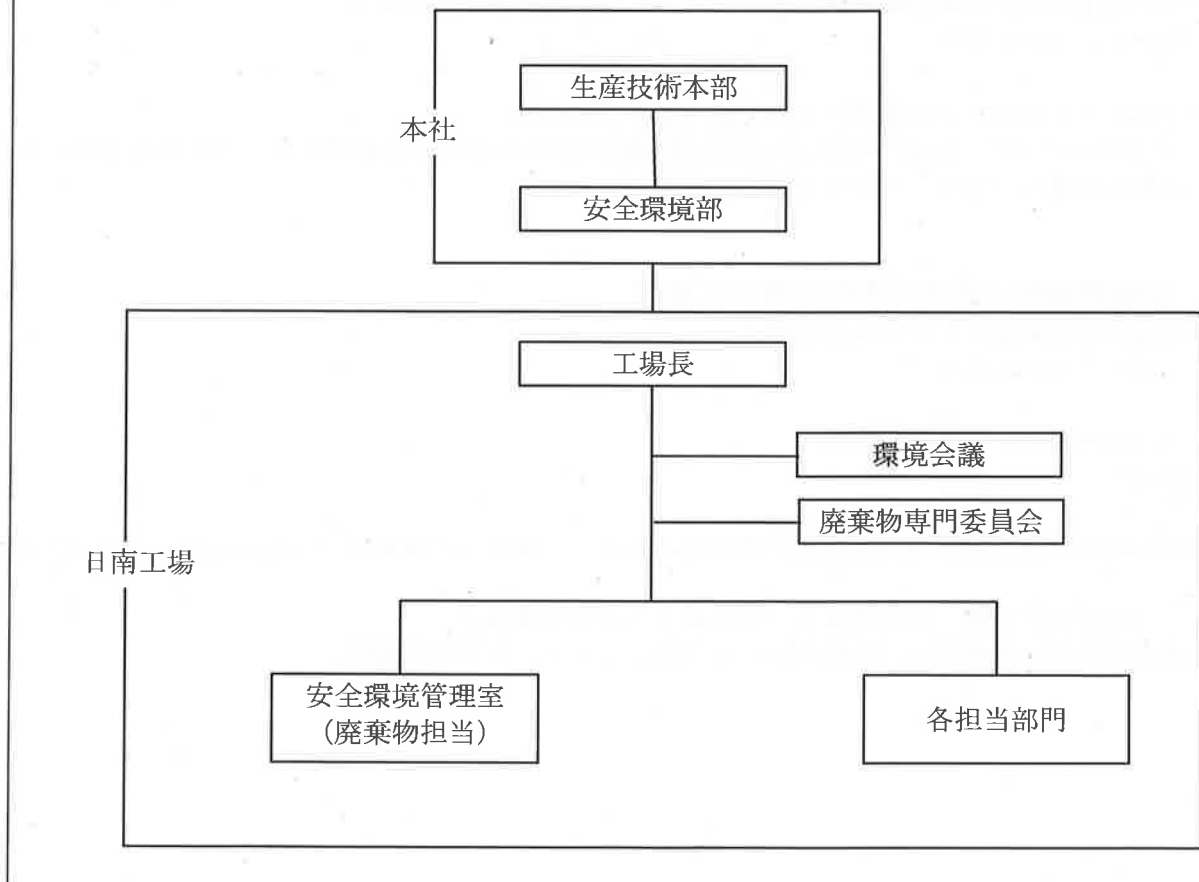 生産技術本部
本社
安全環境部
工場長
環境会議
廃棄物専門委員会
日南工場
安全環境管理室
(廃棄物担当)
各担当部門